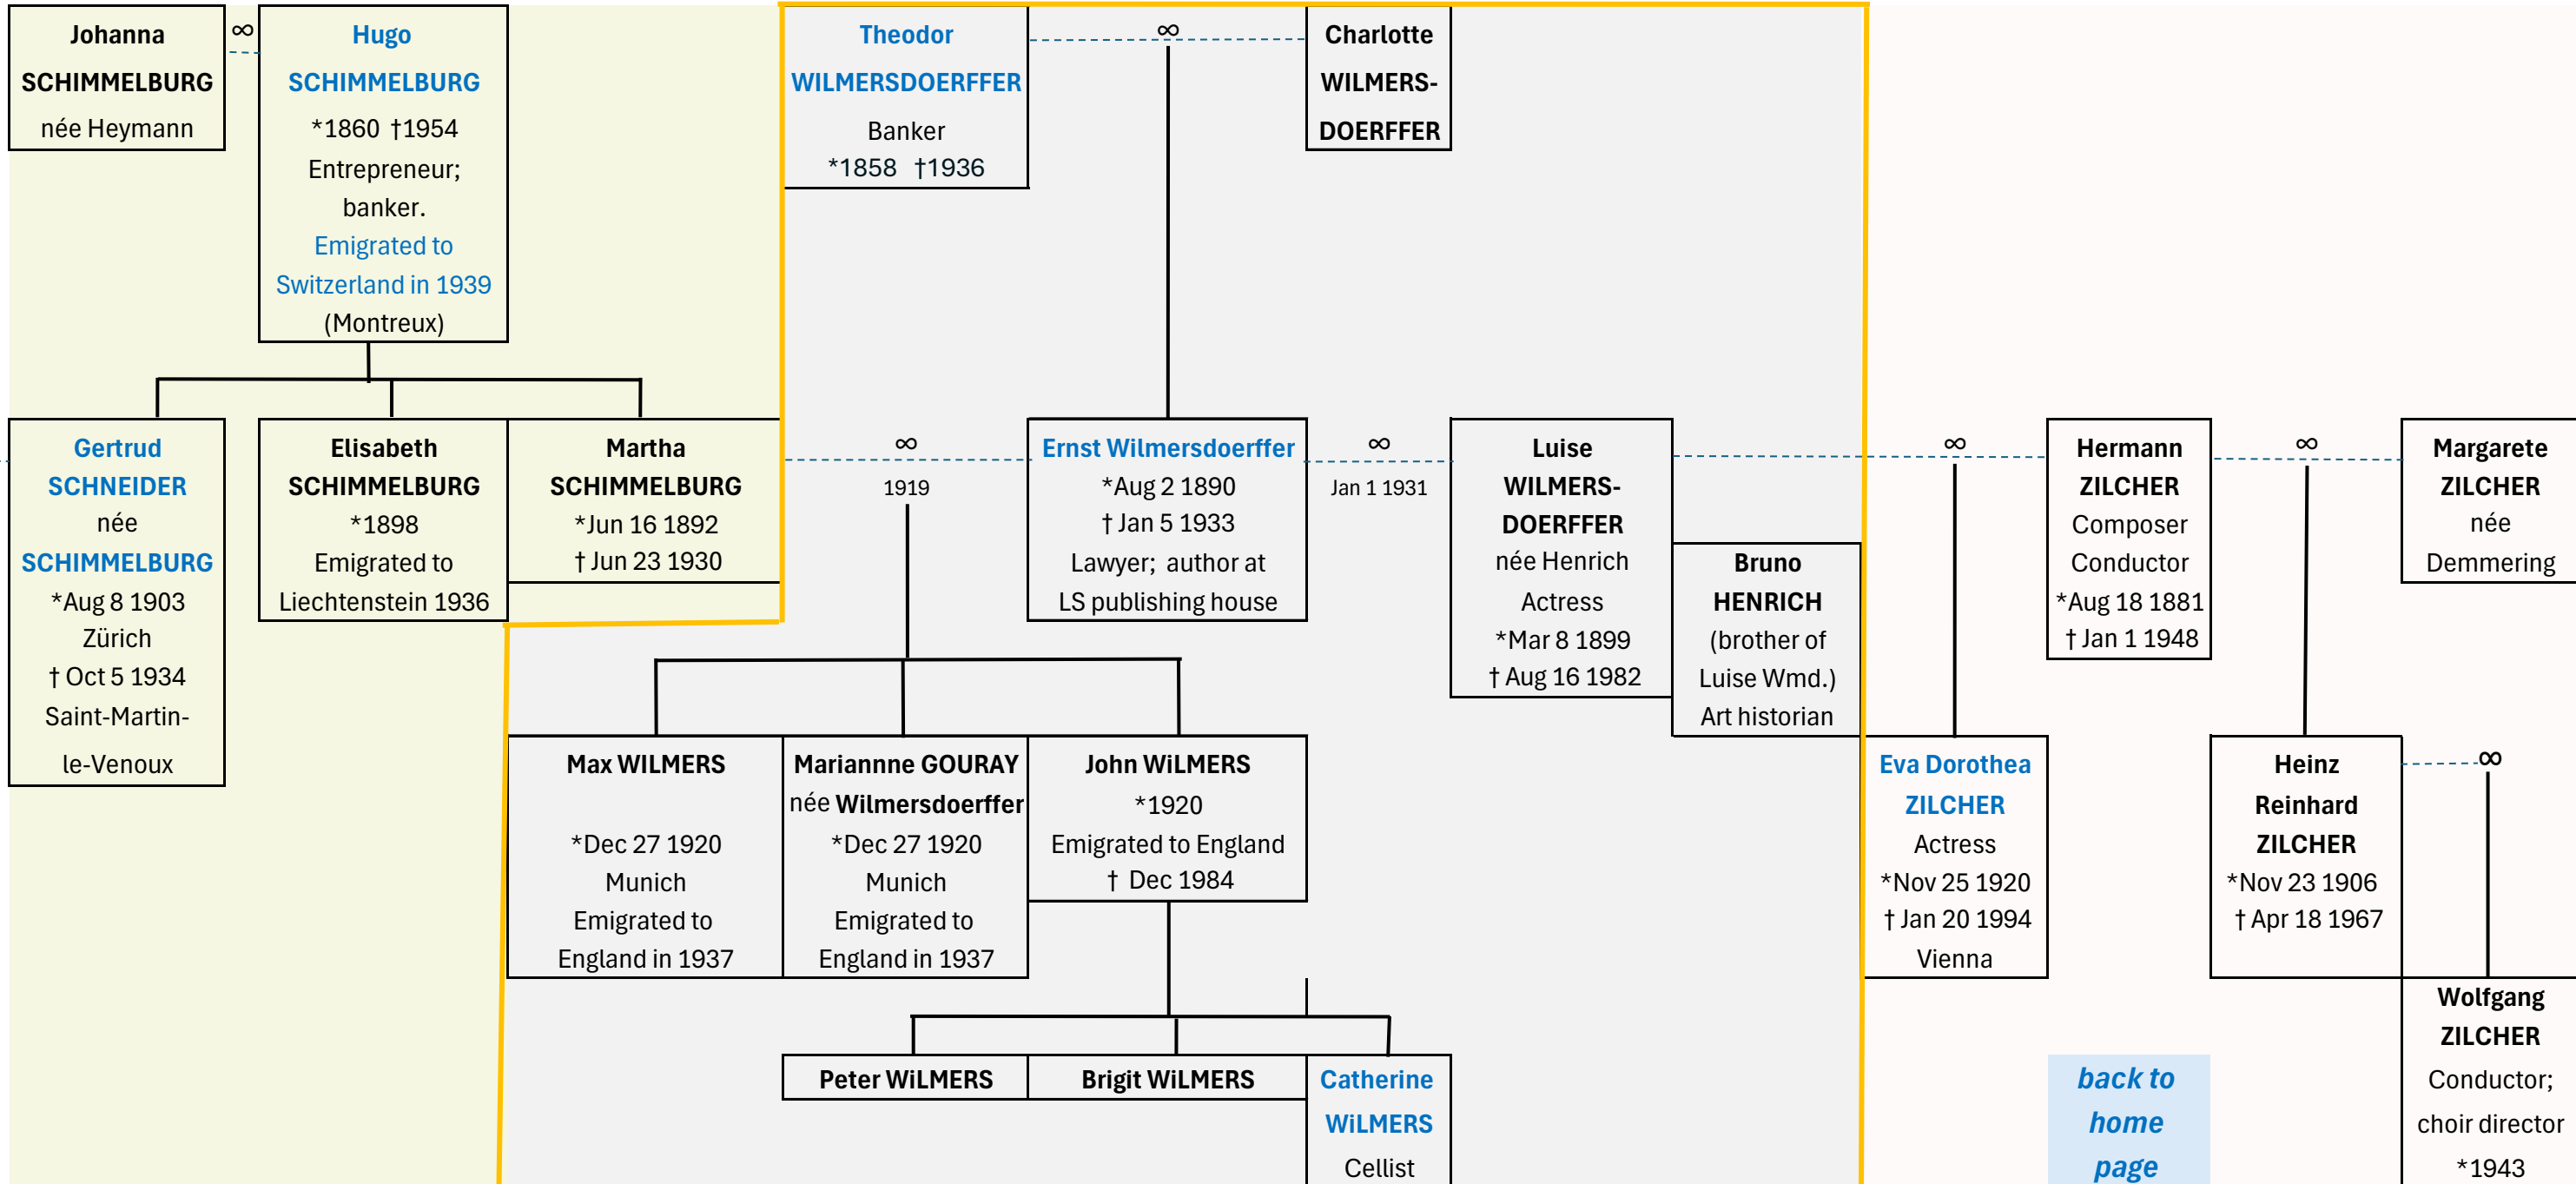 Johanna
SCHIMMELBURG
née Heymann
∞
Hugo
SCHIMMELBURG
*1860 †1954
Entrepreneur;
banker.
Emigrated to
Switzerland in 1939
(Montreux)
Theodor
WILMERSDOERFFER
Banker
*1858 †1936
∞
Charlotte
WILMERS-
DOERFFER
Gertrud
SCHNEIDER
née
SCHIMMELBURG
*Aug 8 1903
Zürich
† Oct 5 1934
Saint-Martin-
le-Venoux
Elisabeth
SCHIMMELBURG
*1898
Emigrated to
Liechtenstein 1936
Martha
SCHIMMELBURG
*Jun 16 1892
† Jun 23 1930
∞
1919
Ernst Wilmersdoerffer
*Aug 2 1890
† Jan 5 1933
Lawyer; author at
LS publishing house
∞
Jan 1 1931
Luise
WILMERS-
DOERFFER
née Henrich
Actress
*Mar 8 1899
† Aug 16 1982
Bruno
HENRICH
(brother of
Luise Wmd.)
Art historian
∞
Hermann
ZILCHER
Composer
Conductor
*Aug 18 1881
† Jan 1 1948
∞
Margarete
ZILCHER
née
Demmering
Max WILMERS
*Dec 27 1920
Munich
Emigrated to
England in 1937
Mariannne GOURAY
née Wilmersdoerffer
*Dec 27 1920
Munich
Emigrated to
England in 1937
John WiLMERS
*1920
Emigrated to England
† Dec 1984
Eva Dorothea
ZILCHER
Actress
*Nov 25 1920
† Jan 20 1994
Vienna
Heinz
Reinhard
ZILCHER
*Nov 23 1906
† Apr 18 1967
∞
Wolfgang
ZILCHER
Conductor;
choir director
*1943
Peter WiLMERS
Brigit WiLMERS
Catherine
WiLMERS
Cellist
back to
home
page